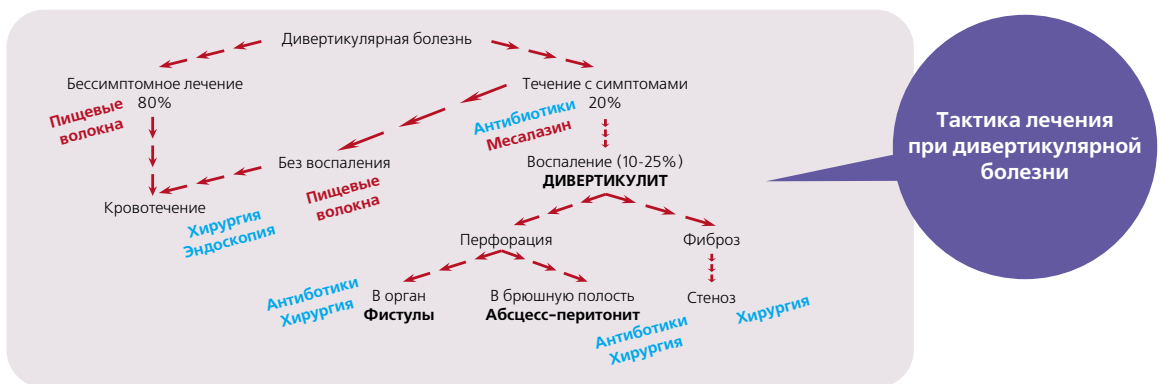 Дивертикулярная болезнь
Бессимптомное лечение
80%
Пищевые
волокна
Течение с симптомами
20%
Антибиотики
Месалазин
Без воспаления
Пищевые
волокна
Воспаление (10-25%)
ДИВЕРТИКУЛИТ
Кровотечение
Хирургия
Эндоскопия
Перфорация
Фиброз
Антиботики
Хирургия
В орган
Фистулы
В брюшную полость
Абсцесс–перитонит
Антиботики
Хирургия
Стеноз
Хирургия
Тактика лечения
при дивертикулярной
болезни